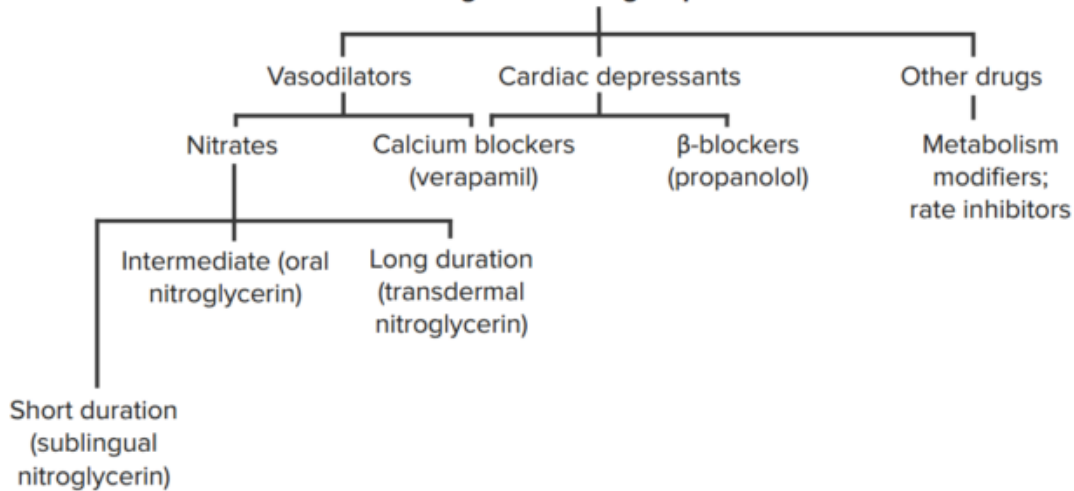 Vasodilators
Cardiac depressants
Other drugs
Nitrates
Calcium blockers
(verapamil)
β-blockers
(propanolol)
Metabolism
modifiers;
rate inhibitors
Intermediate (oral
nitroglycerin)
Long duration
(transdermal
nitroglycerin)
Short duration
(sublingual
nitroglycerin)